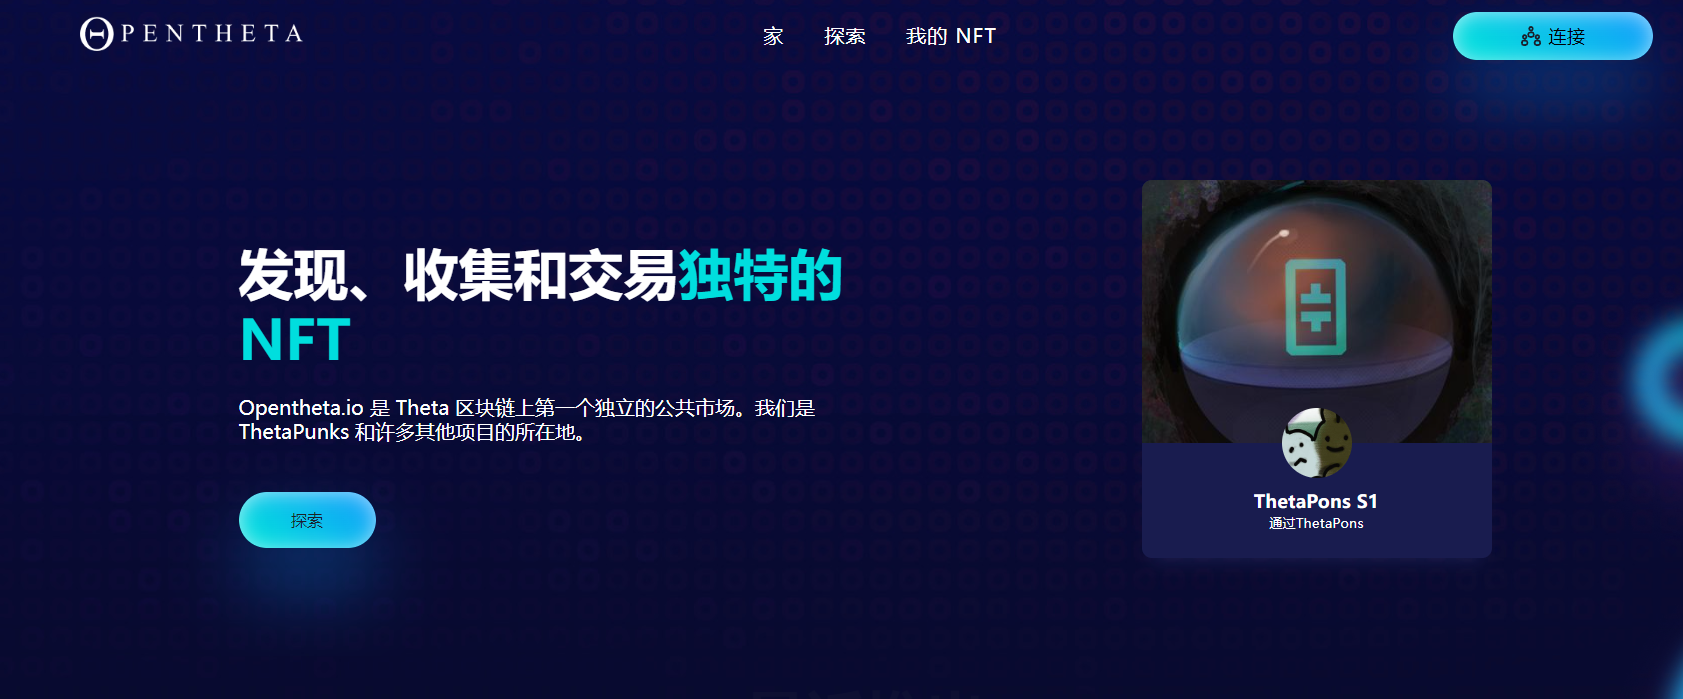 OPENTHETA
家 探索 我的 NFT
连接
发现、收集和交易独特的
NFT
Opentheta.io 是 Theta 区块链上第一个独立的公共市场。我们是
ThetaPunks 和许多其他项目的所在地。
探索
ThetaPons S1
通过ThetaPons